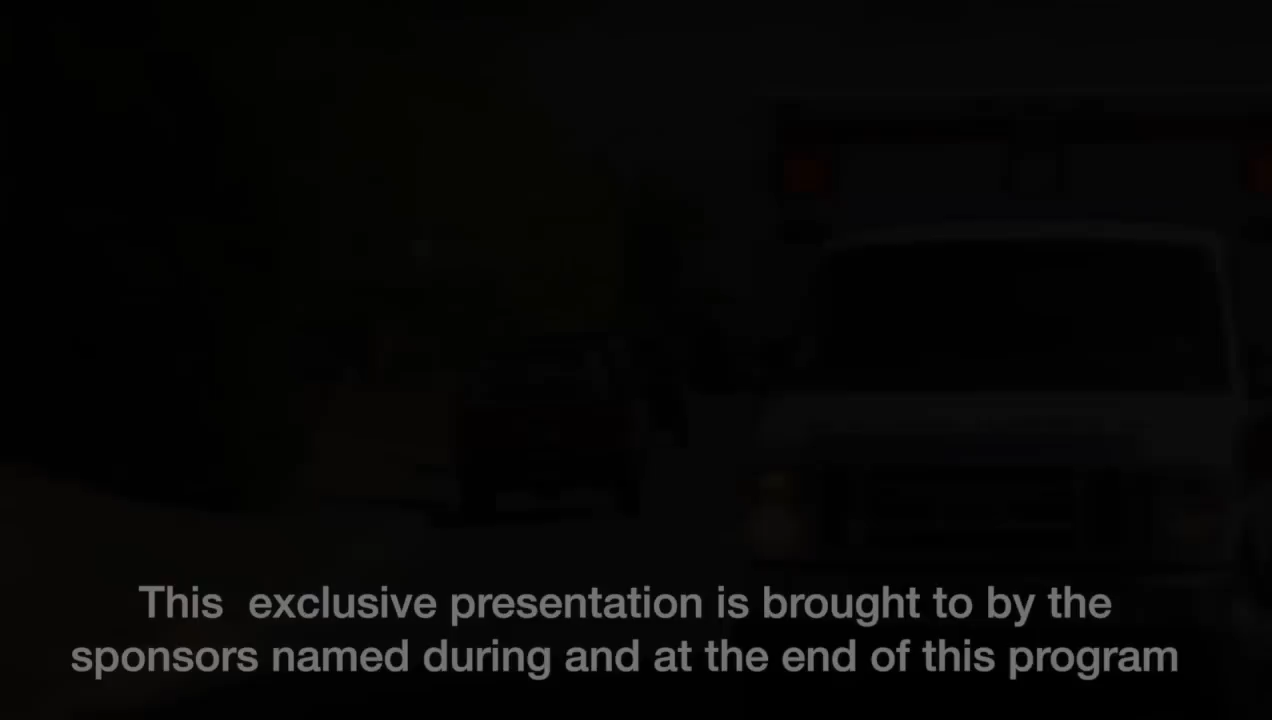 This  exclusive presentation is brought to by the
sponsors named during and at the end of this program